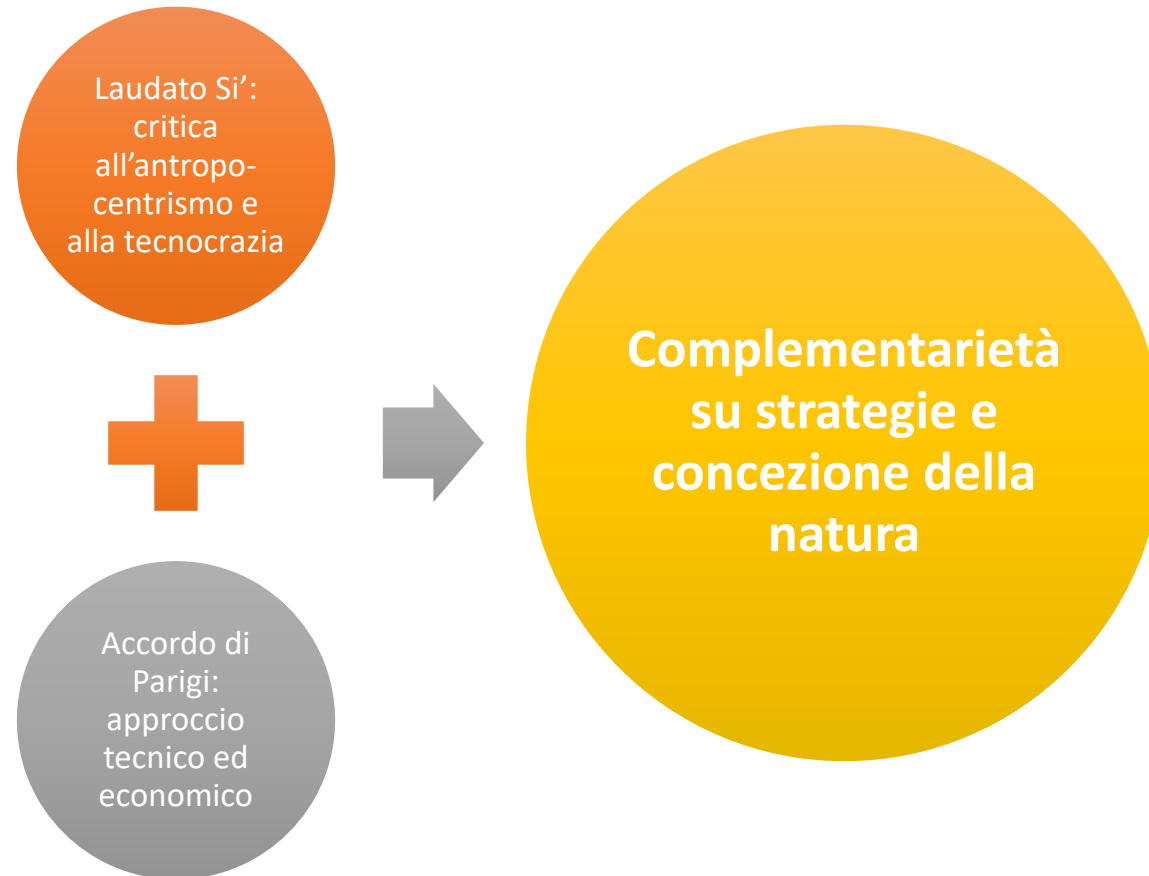 Laudato Si’:
critica
all’antropo-
centrismo e
alla tecnocrazia
Accordo di
Parigi:
approccio
tecnico ed
economico
Complementarietà
su strategie e
concezione della
natura